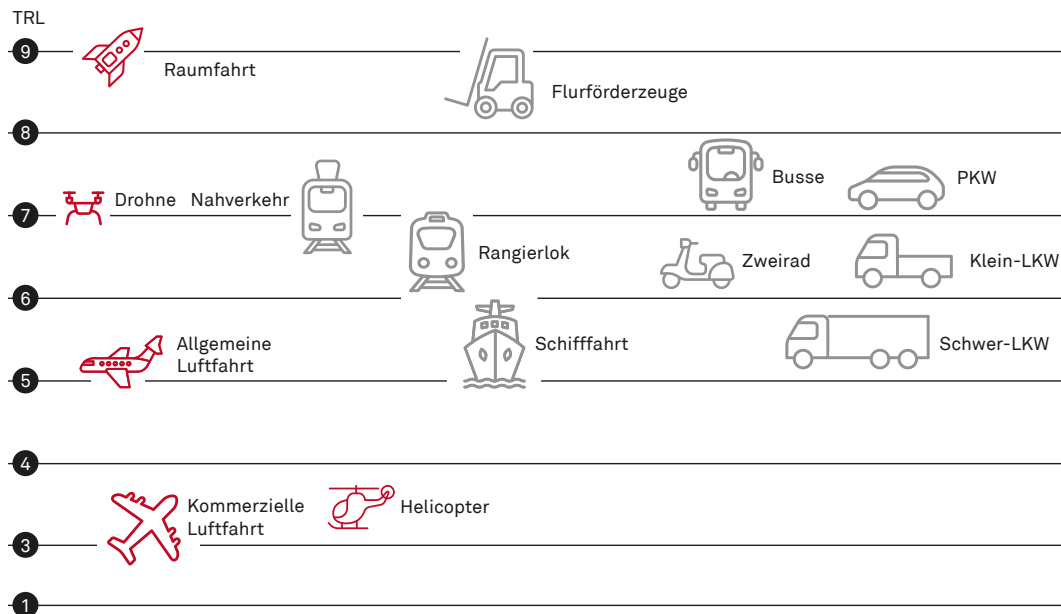 TRL
9
Raumfahrt
Flurförderzeuge
8
Busse
PKW
Drohne
Nahverkehr
7
Rangierlok
Zweirad
Klein-LKW
6
Allgemeine
Luftfahrt
Schifffahrt
Schwer-LKW
5
4
Kommerzielle
Luftfahrt
Helicopter
3
1